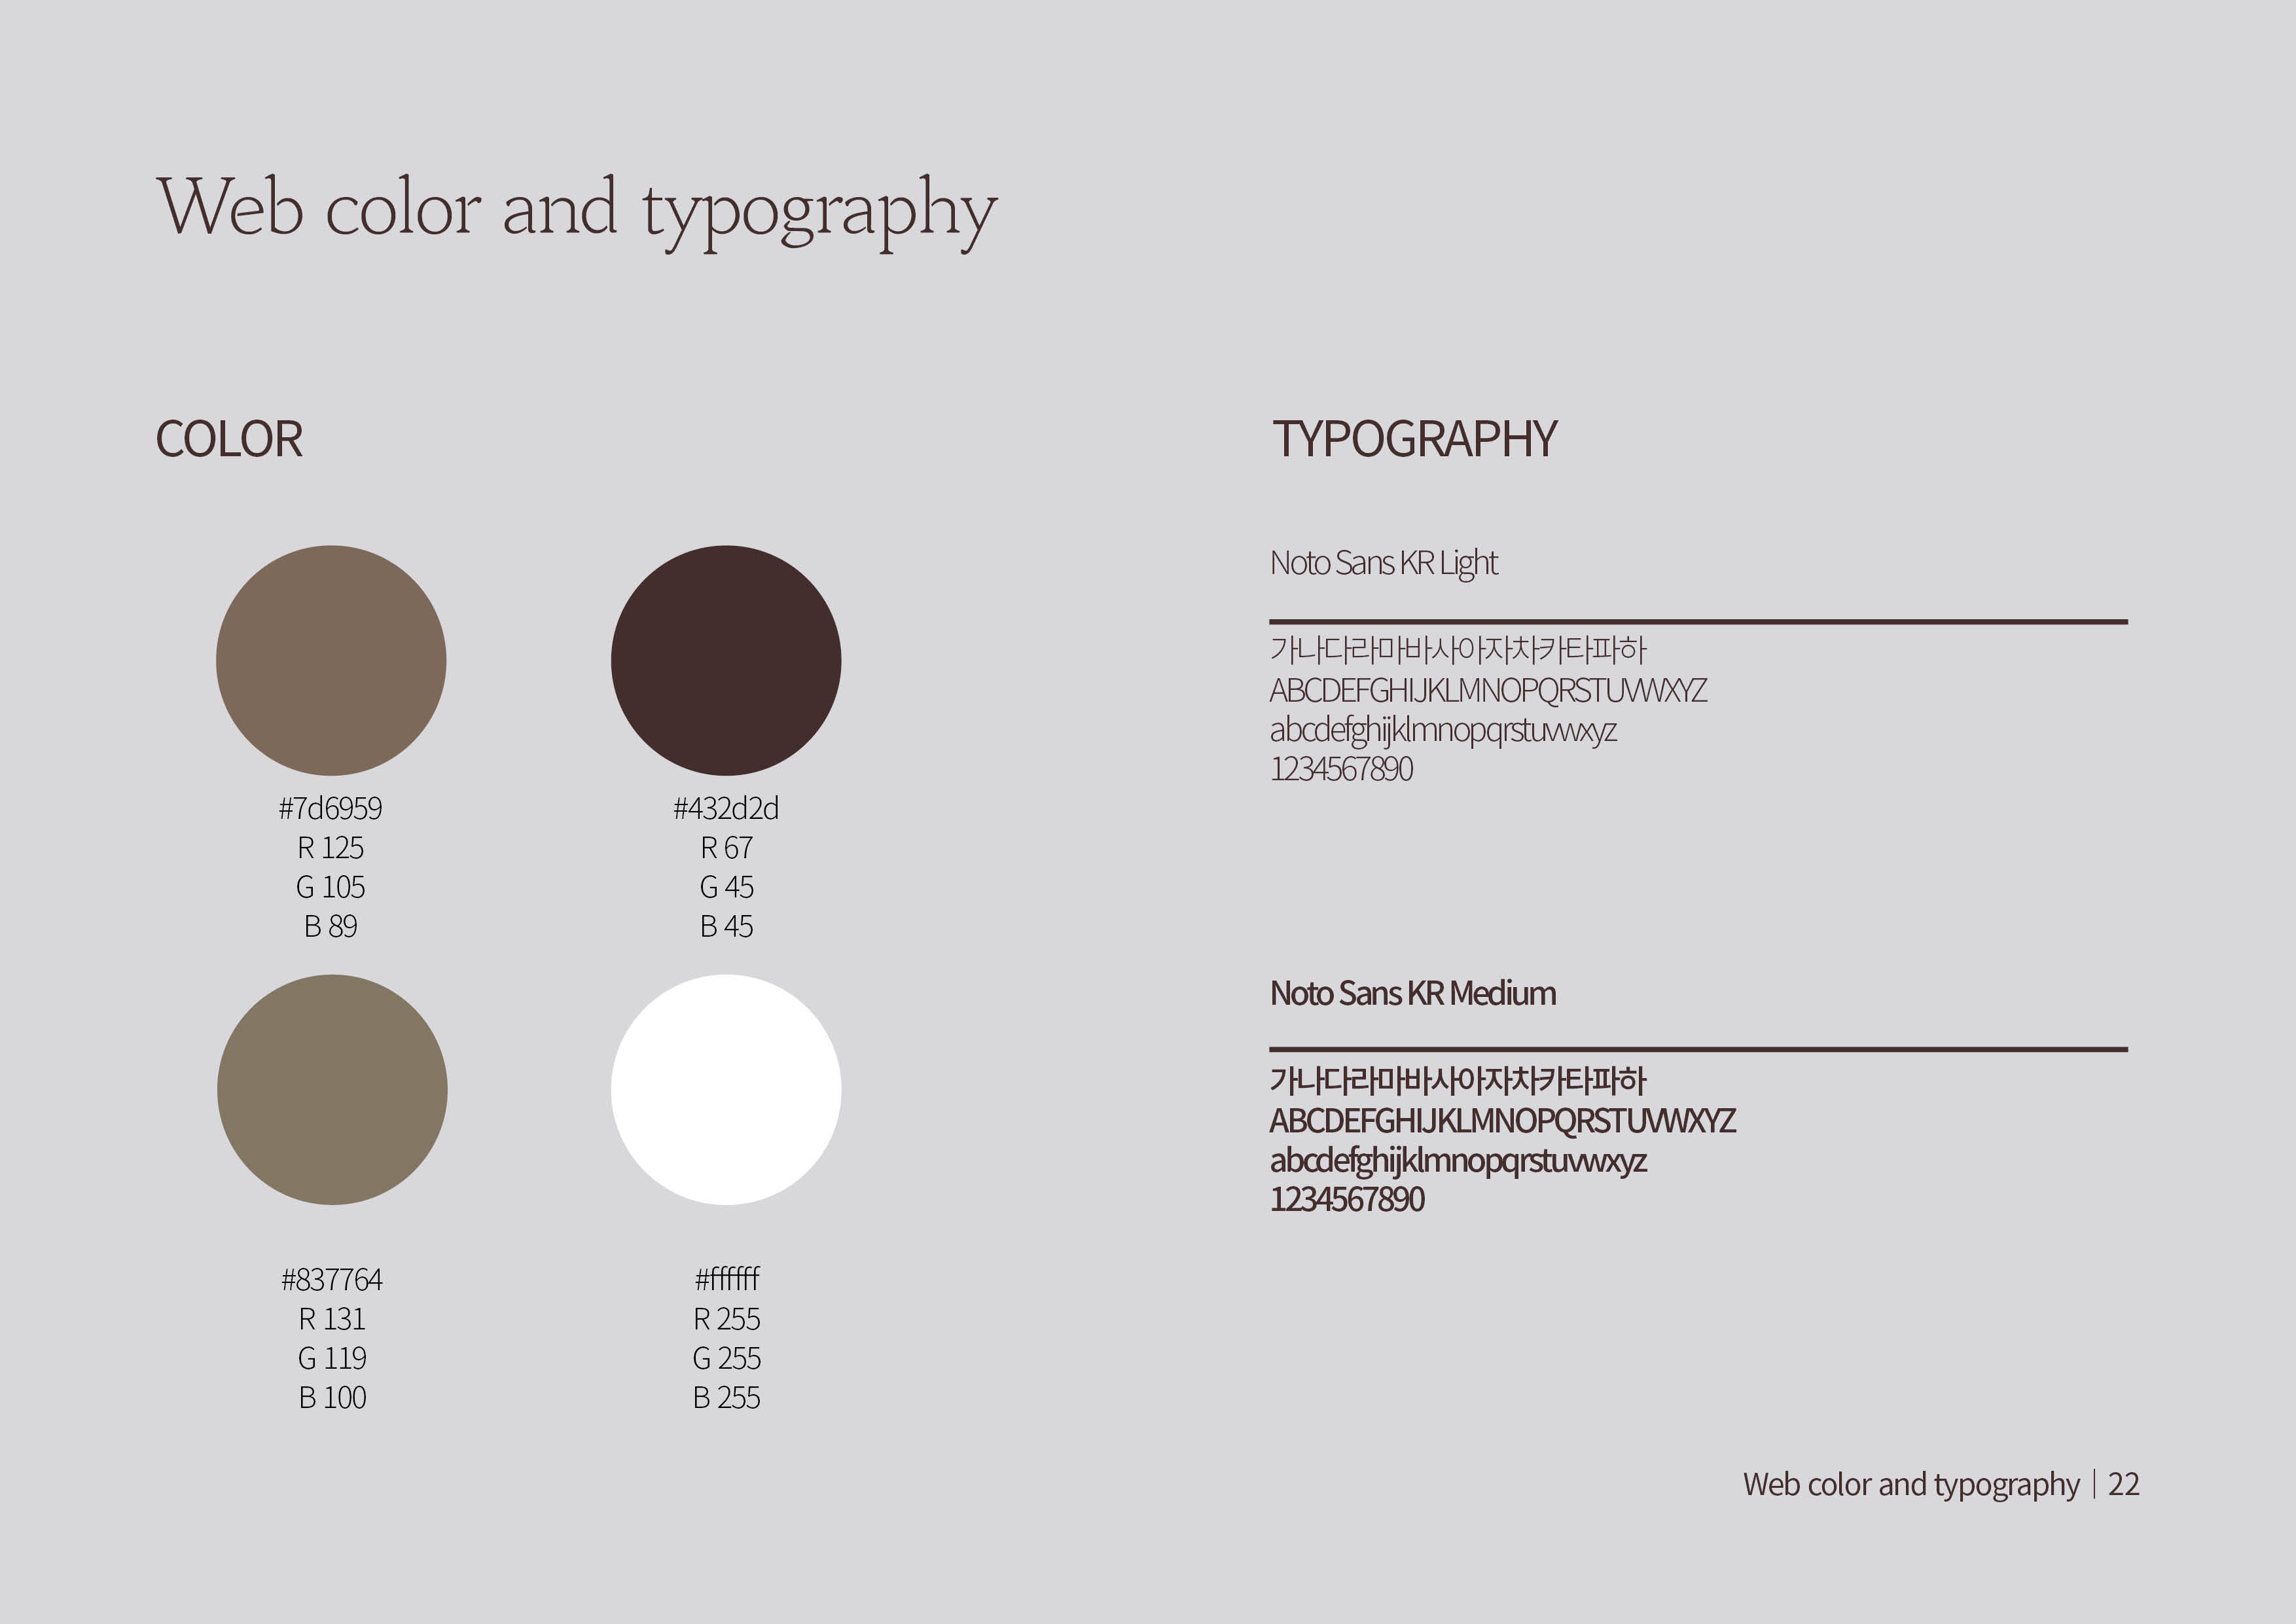 Web color and typography
COLOR
#7d6959
R 125
G 105
B 89
#432d2d
R 67
G 45
B 45
#837764
R 131
G 119
B 100
#ffffff
R 255
G 255
B 255
TYPOGRAPHY
Noto Sans KR Light
가나다라마바사아자차카타파하
ABCDEFGHIJKLMNOPQRSTUVWXYZ
abcdefghijklmnopqrstuvwxyz
1234567890
Noto Sans KR Medium
가나다라마바사아자차카타파하
ABCDEFGHIJKLMNOPQRSTUVWXYZ
abcdefghijklmnopqrstuvwxyz
1234567890
Web color and typography | 22